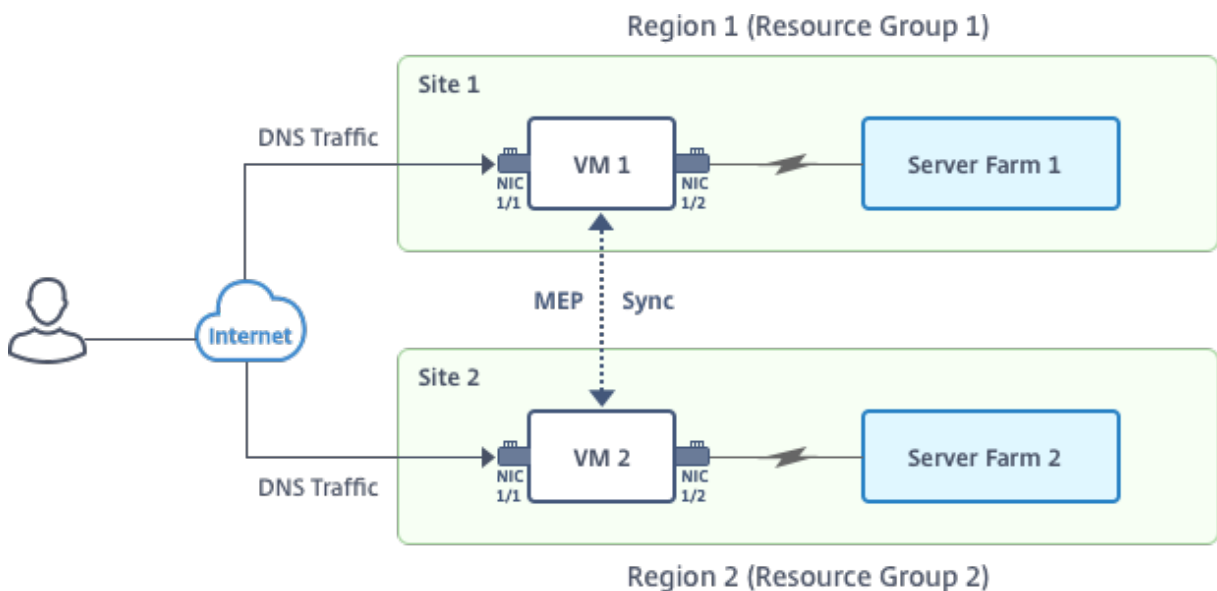 Region 1 (Resource Group 1)
Site 1
DNS Traffic
VM 1
NIC
1/1
NIC
1/2
Server Farm 1
MEP Sync
Internet
Site 2
DNS Traffic
VM 2
NIC
1/1
NIC
1/2
Server Farm 2
Region 2 (Resource Group 2)